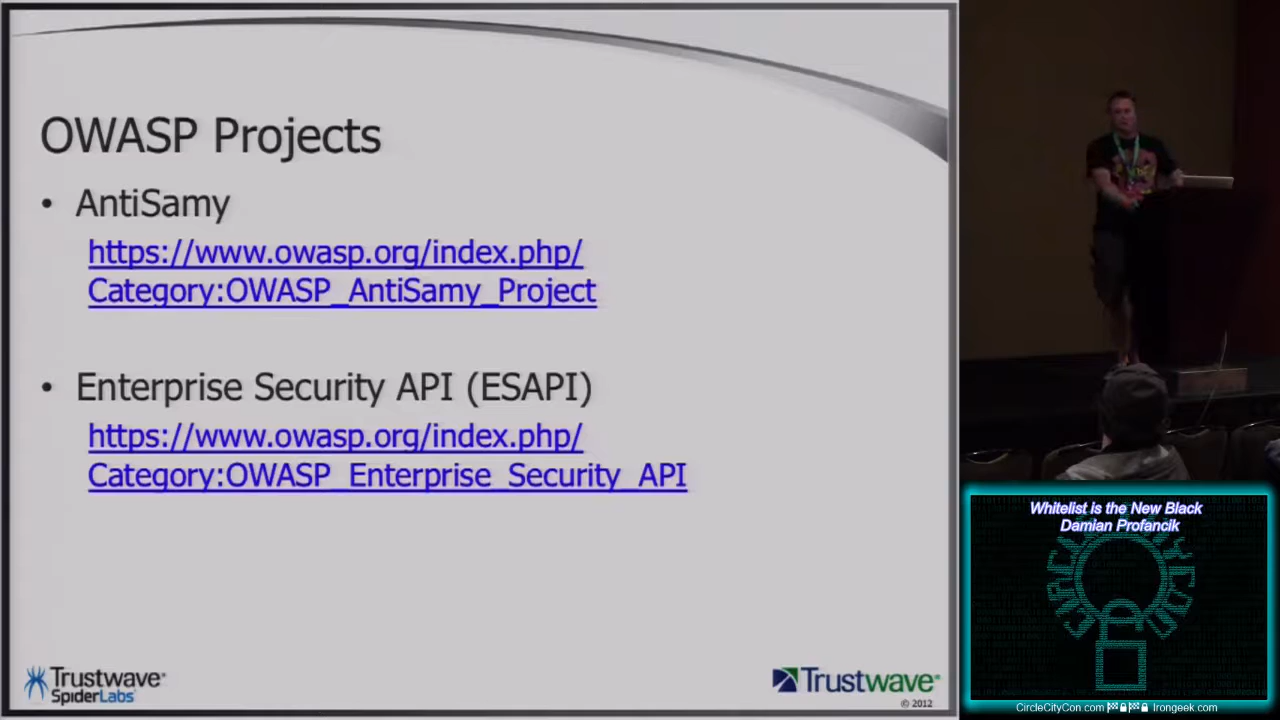 OWASP Projects
• AntiSamy
https://www.owasp.org/index.php/
Category:OWASP_AntiSamy_Project
• Enterprise Security API (ESAPI)
https://www.owasp.org/index.php/
Category:OWASP_Enterprise_Security_API
Trustwave®
SpiderLabs®
Trustwave®
© 2012
Whitelist is the New Black
Damian Profancik
CircleCityCon.com Irongeek.com